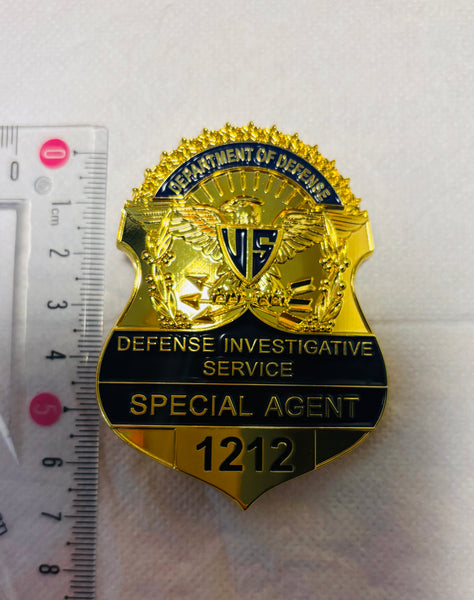 DEPARTMENT OF DEFENSE
US
DEFENSE INVESTIGATIVE
SERVICE
SPECIAL AGENT
1212
0
0
1cm
2
3
4
5
6
7
8